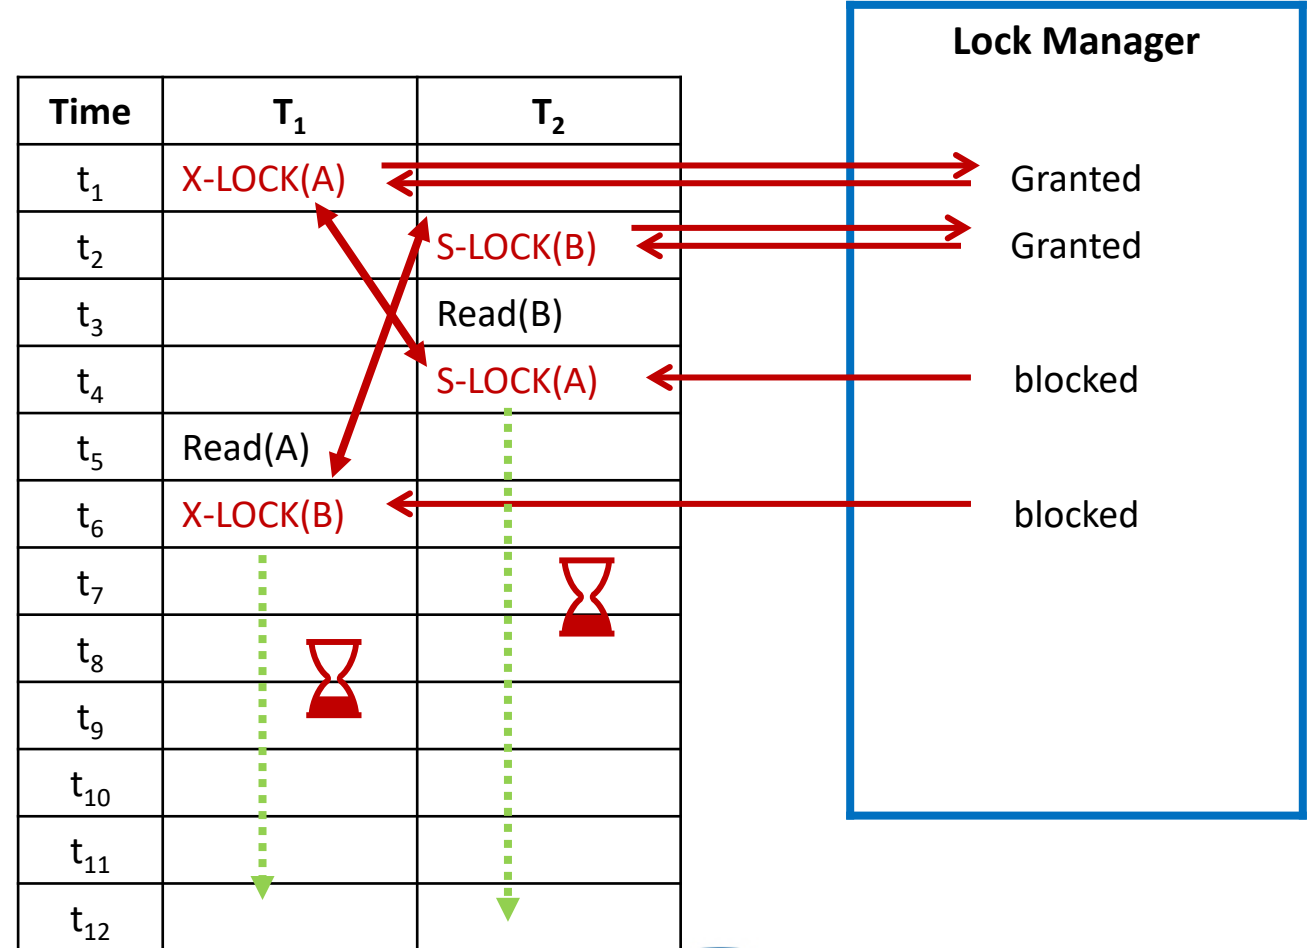 Lock Manager
Time T₁ T₂
t₁ X-LOCK(A) Granted
t₂ S-LOCK(B) Granted
t₃ Read(B)
t₄ S-LOCK(A) blocked
t₅ Read(A)
t₆ X-LOCK(B) blocked
t₇
t₈
t₉
t₁₀
t₁₁
t₁₂